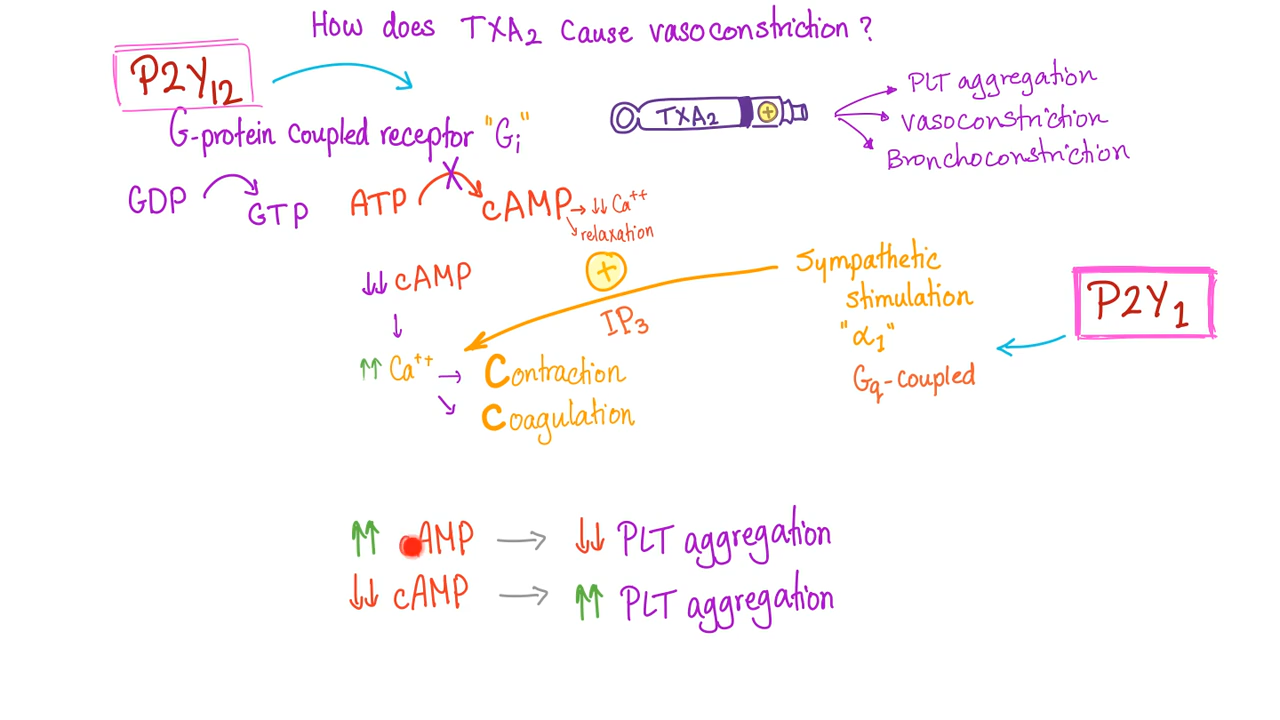 How does TXA2 cause vasoconstriction?
P2Y12
G-protein coupled receptor "Gi"
TXA2 +
PLT aggregation
vasoconstriction
Bronchoconstriction
GDP → GTP
ATP → cAMP → ↓↓ Ca++
↘ relaxation
↓↓ cAMP
↓
↑↑ Ca++ → Contraction
↘ Coagulation
+
IP3
Sympathetic
stimulation
"α1"
Gq-coupled
P2Y1
↑↑ cAMP → ↓↓ PLT aggregation
↓↓ cAMP → ↑↑ PLT aggregation